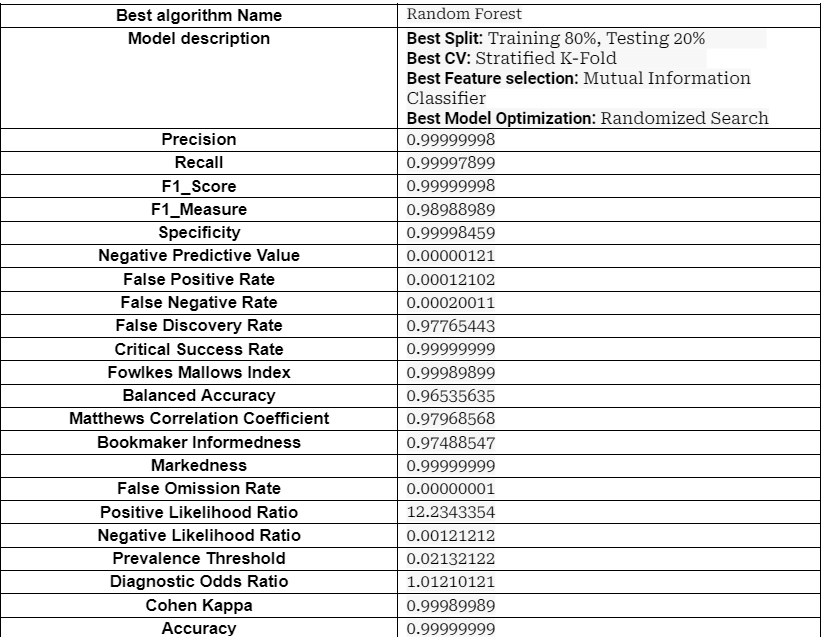 Best algorithm Name Random Forest
Model description Best Split: Training 80%, Testing 20%
Best CV: Stratified K-Fold
Best Feature selection: Mutual Information
Classifier
Best Model Optimization: Randomized Search
Precision 0.99999998
Recall 0.99997899
F1_Score 0.99999998
F1_Measure 0.98988989
Specificity 0.99998459
Negative Predictive Value 0.00000121
False Positive Rate 0.00012102
False Negative Rate 0.00020011
False Discovery Rate 0.97765443
Critical Success Rate 0.99999999
Fowlkes Mallows Index 0.99989899
Balanced Accuracy 0.96535635
Matthews Correlation Coefficient 0.97968568
Bookmaker Informedness 0.97488547
Markedness 0.99999999
False Omission Rate 0.00000001
Positive Likelihood Ratio 12.2343354
Negative Likelihood Ratio 0.00121212
Prevalence Threshold 0.02132122
Diagnostic Odds Ratio 1.01210121
Cohen Kappa 0.99989989
Accuracy 0.99999999